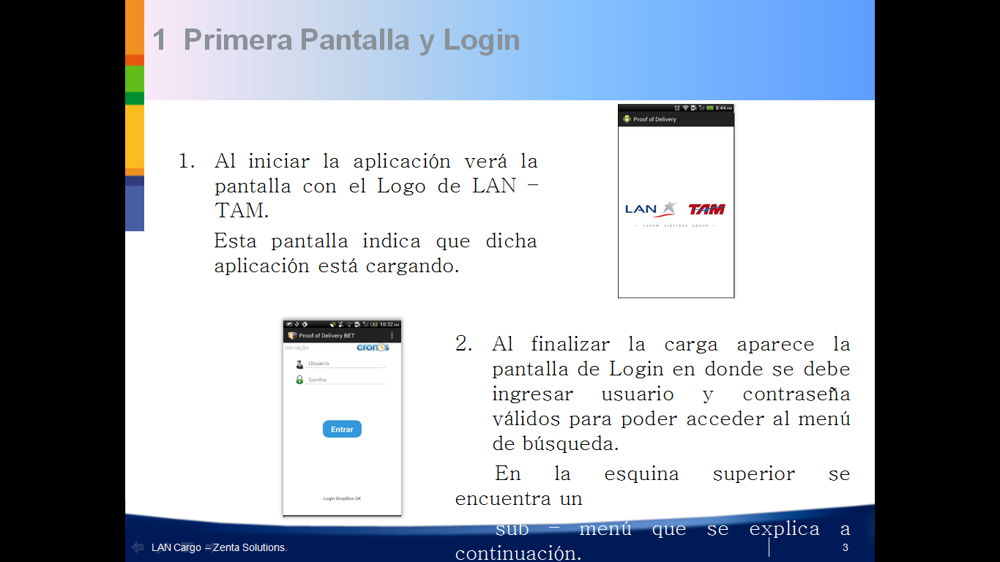 1 Primera Pantalla y Login
8:44 PM
Proof of Delivery
1. Al iniciar la aplicación verá la
pantalla con el Logo de LAN –
TAM.
Esta pantalla indica que dicha
aplicación está cargando.
LAN TAM
LATAM AIRLINES GROUP
10:32 AM
Proof of Delivery BET
Iniciação
cronos
Usuario
Senha
Entrar
Login DropBox OK
2. Al finalizar la carga aparece la
pantalla de Login en donde se debe
ingresar usuario y contraseña
válidos para poder acceder al menú
de búsqueda.
En la esquina superior se
encuentra un
sub – menú que se explica a
continuación.
LAN Cargo – Zenta Solutions.
3